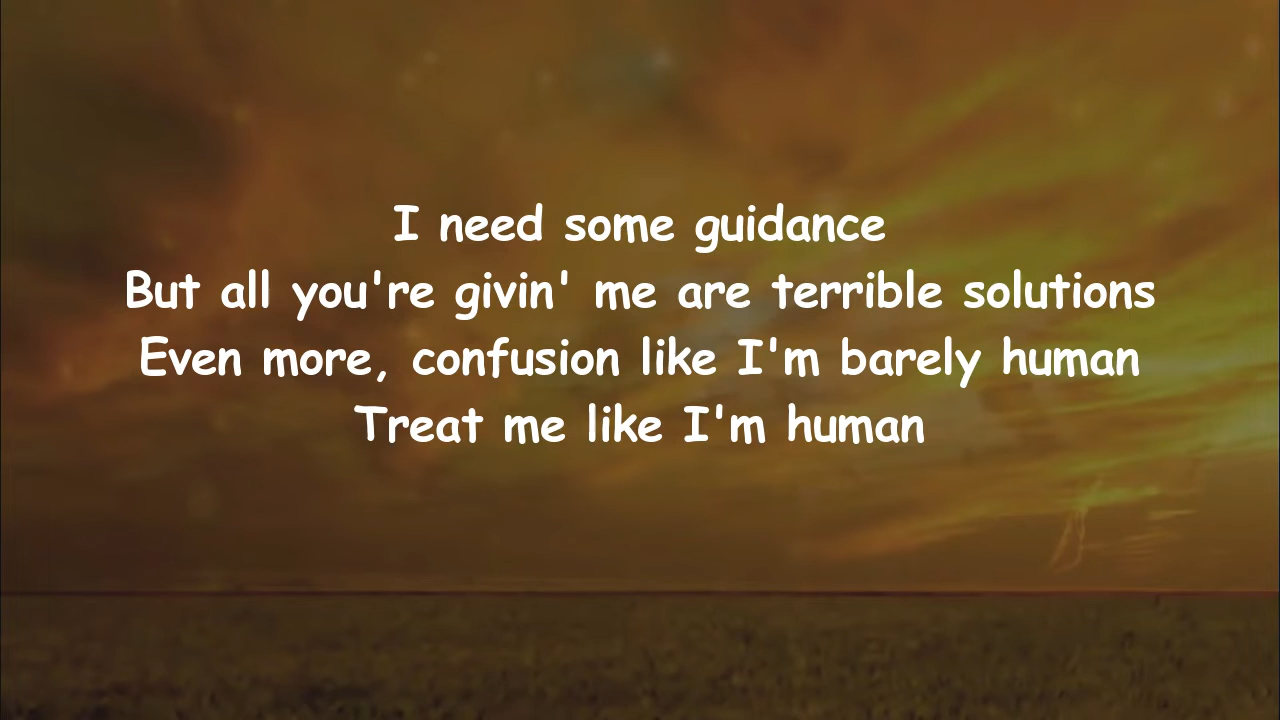 I need some guidance
But all you're givin' me are terrible solutions
Even more, confusion like I'm barely human
Treat me like I'm human